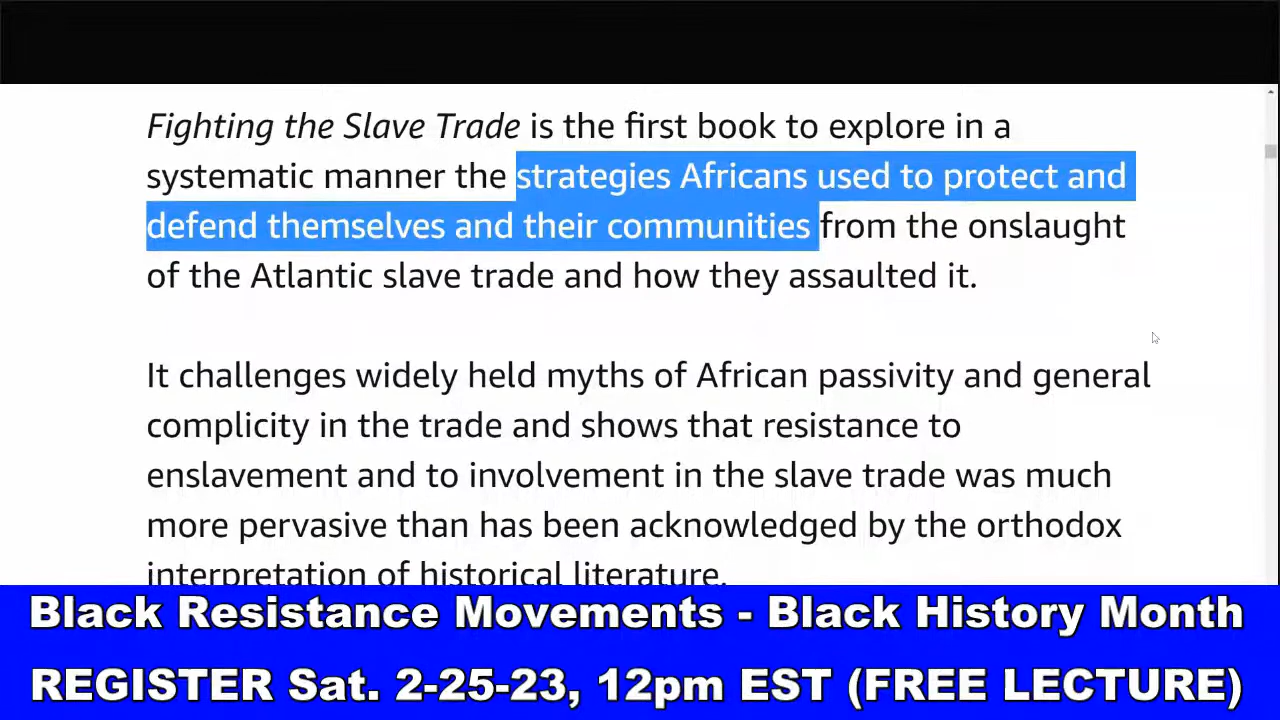 Fighting the Slave Trade is the first book to explore in a
systematic manner the strategies Africans used to protect and
defend themselves and their communities from the onslaught
of the Atlantic slave trade and how they assaulted it.
It challenges widely held myths of African passivity and general
complicity in the trade and shows that resistance to
enslavement and to involvement in the slave trade was much
more pervasive than has been acknowledged by the orthodox
interpretation of historical literature.
Black Resistance Movements - Black History Month
REGISTER Sat. 2-25-23, 12pm EST (FREE LECTURE)